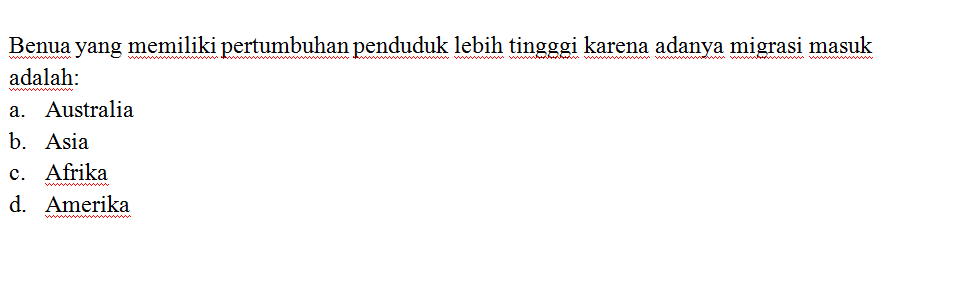 Benua yang memiliki pertumbuhan penduduk lebih tingggi karena adanya migrasi masuk
adalah:
a. Australia
b. Asia
c. Afrika
d. Amerika